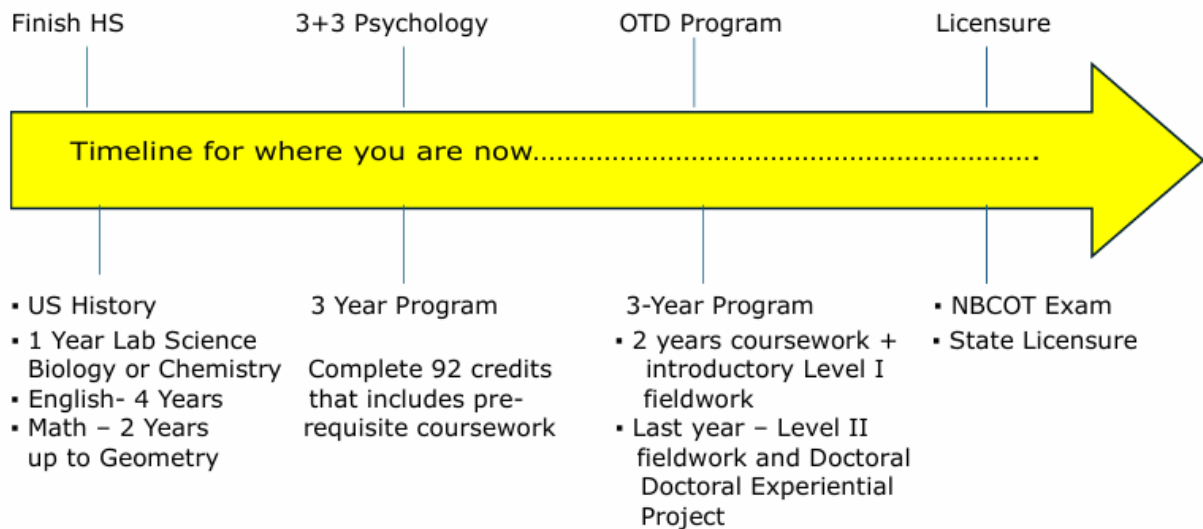 Finish HS
3+3 Psychology
OTD Program
Licensure
Timeline for where you are now................................................................
▪ US History
▪ 1 Year Lab Science
Biology or Chemistry
▪ English- 4 Years
▪ Math – 2 Years
up to Geometry
3 Year Program
Complete 92 credits
that includes pre-
requisite coursework
3-Year Program
▪ 2 years coursework +
introductory Level I
fieldwork
▪ Last year – Level II
fieldwork and Doctoral
Doctoral Experiential
Project
▪ NBCOT Exam
▪ State Licensure